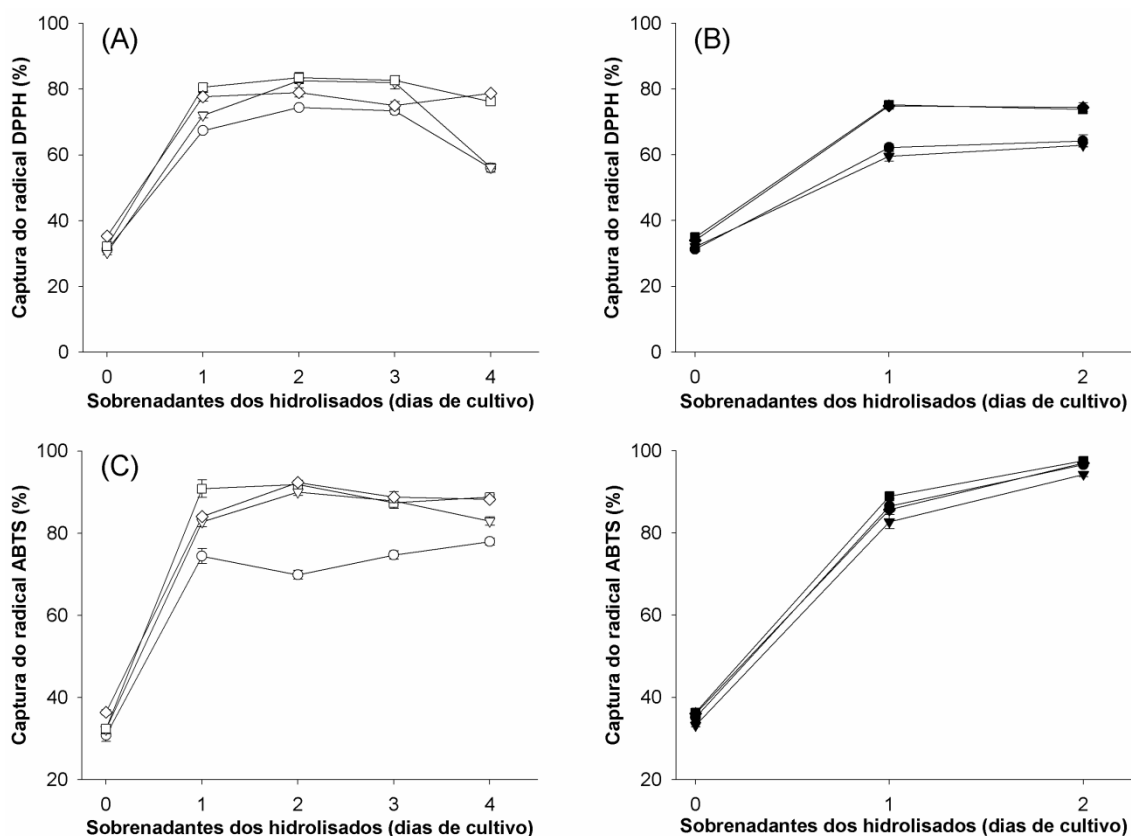 (A)
Captura do radical DPPH (%)
100
80
60
40
20
0
0 1 2 3 4
Sobrenadantes dos hidrolisados (dias de cultivo)
(B)
Captura do radical DPPH (%)
100
80
60
40
20
0
0 1 2
Sobrenadantes dos hidrolisados (dias de cultivo)
(C)
Captura do radical ABTS (%)
100
80
60
40
20
0 1 2 3 4
Sobrenadantes dos hidrolisados (dias de cultivo)
Captura do radical ABTS (%)
100
80
60
40
20
0 1 2
Sobrenadantes dos hidrolisados (dias de cultivo)